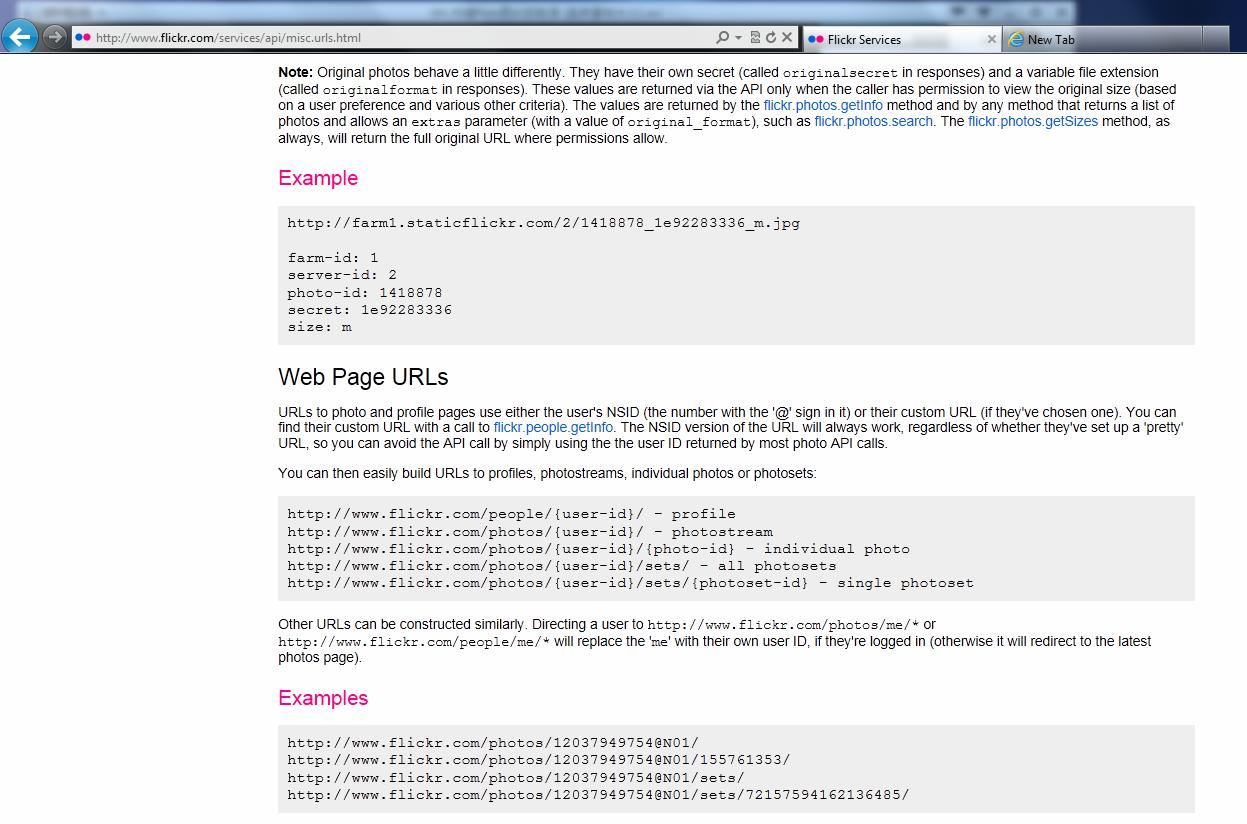 http://www.flickr.com/services/api/misc.urls.html
Flickr Services
New Tab
Note: Original photos behave a little differently. They have their own secret (called originalsecret in responses) and a variable file extension
(called originalformat in responses). These values are returned via the API only when the caller has permission to view the original size (based
on a user preference and various other criteria). The values are returned by the flickr.photos.getInfo method and by any method that returns a list of
photos and allows an extras parameter (with a value of original_format), such as flickr.photos.search. The flickr.photos.getSizes method, as
always, will return the full original URL where permissions allow.
Example
http://farm1.staticflickr.com/2/1418878_1e92283336_m.jpg
farm-id: 1
server-id: 2
photo-id: 1418878
secret: 1e92283336
size: m
Web Page URLs
URLs to photo and profile pages use either the user's NSID (the number with the '@' sign in it) or their custom URL (if they've chosen one). You can
find their custom URL with a call to flickr.people.getInfo. The NSID version of the URL will always work, regardless of whether they've set up a 'pretty'
URL, so you can avoid the API call by simply using the the user ID returned by most photo API calls.
You can then easily build URLs to profiles, photostreams, individual photos or photosets:
http://www.flickr.com/people/{user-id}/ - profile
http://www.flickr.com/photos/{user-id}/ - photostream
http://www.flickr.com/photos/{user-id}/{photo-id} - individual photo
http://www.flickr.com/photos/{user-id}/sets/ - all photosets
http://www.flickr.com/photos/{user-id}/sets/{photoset-id} - single photoset
Other URLs can be constructed similarly. Directing a user to http://www.flickr.com/photos/me/* or
http://www.flickr.com/people/me/* will replace the 'me' with their own user ID, if they're logged in (otherwise it will redirect to the latest
photos page).
Examples
http://www.flickr.com/photos/12037949754@N01/
http://www.flickr.com/photos/12037949754@N01/155761353/
http://www.flickr.com/photos/12037949754@N01/sets/
http://www.flickr.com/photos/12037949754@N01/sets/72157594162136485/